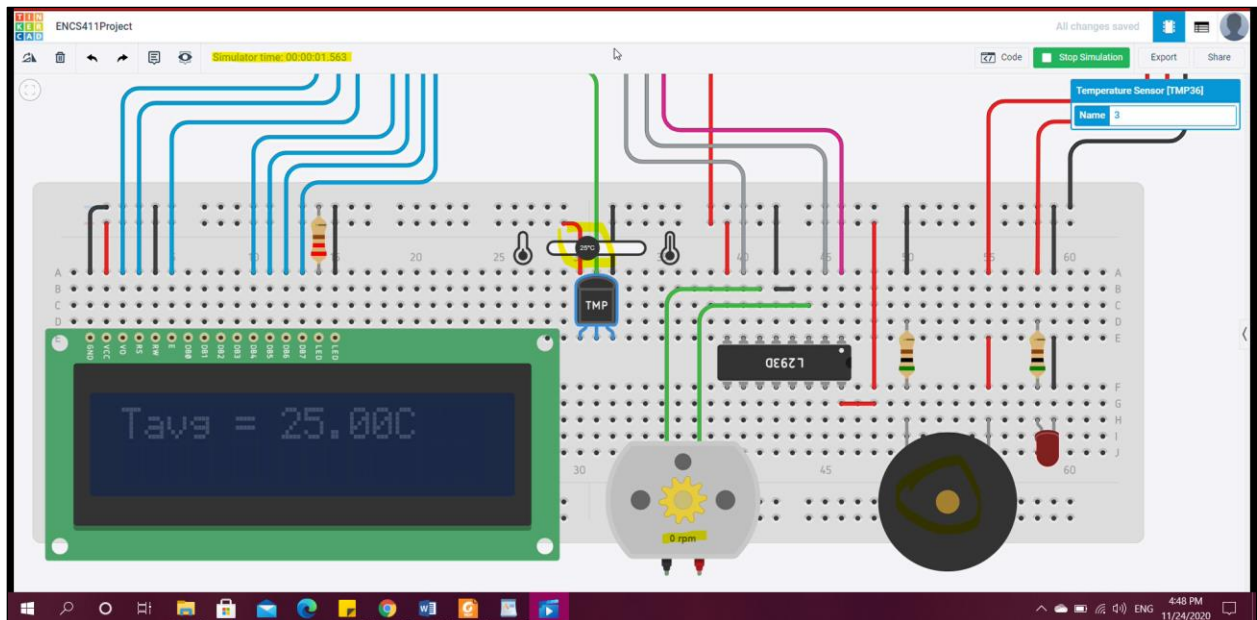 TIN
KER
CAD
ENCS411Project
All changes saved
Simulator time: 00:00:01.563
Code
Stop Simulation
Export
Share
Temperature Sensor [TMP36]
Name 3
25°C
TMP
5 10 20 25 40 45 50 55 60
A A
B B
C C
D D
E E
GND VCC VO RS RW E DB0 DB1 DB2 DB3 DB4 DB5 DB6 DB7 LED LED
L293D
F
G
H
I
J
Tavg = 25.00C
30 45 60
0 rpm
ENG
4:48 PM
11/24/2020